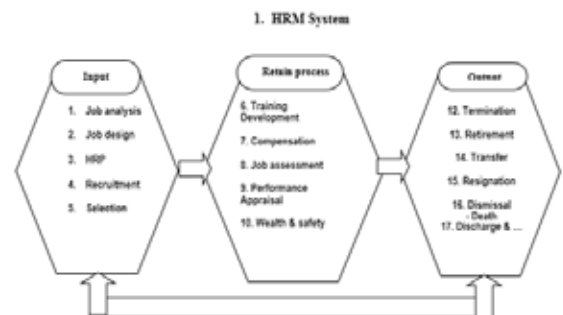 1. HRM System
Input
1. Job analysis
2. Job design
3. HRP
4. Recruitment
5. Selection
Retain process
6. Training
Development
7. Compensation
8. Job assessment
9. Performance
Appraisal
10. Wealth & safety
Output
12. Termination
13. Retirement
14. Transfer
15. Resignation
16. Dismissal
- Death
17. Discharge & ...